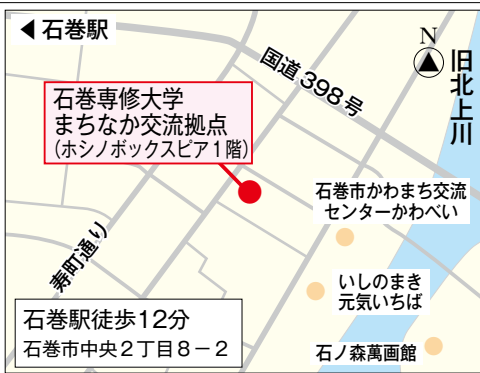 ◀ 石巻駅
N
旧北上川
国道398号
石巻専修大学
まちなか交流拠点
(ホシノボックスピア1階)
石巻市かわまち交流
センターかわべい
寿町通り
いしのまき
元気いちば
石巻駅徒歩12分
石巻市中央2丁目8－2
石ノ森萬画館